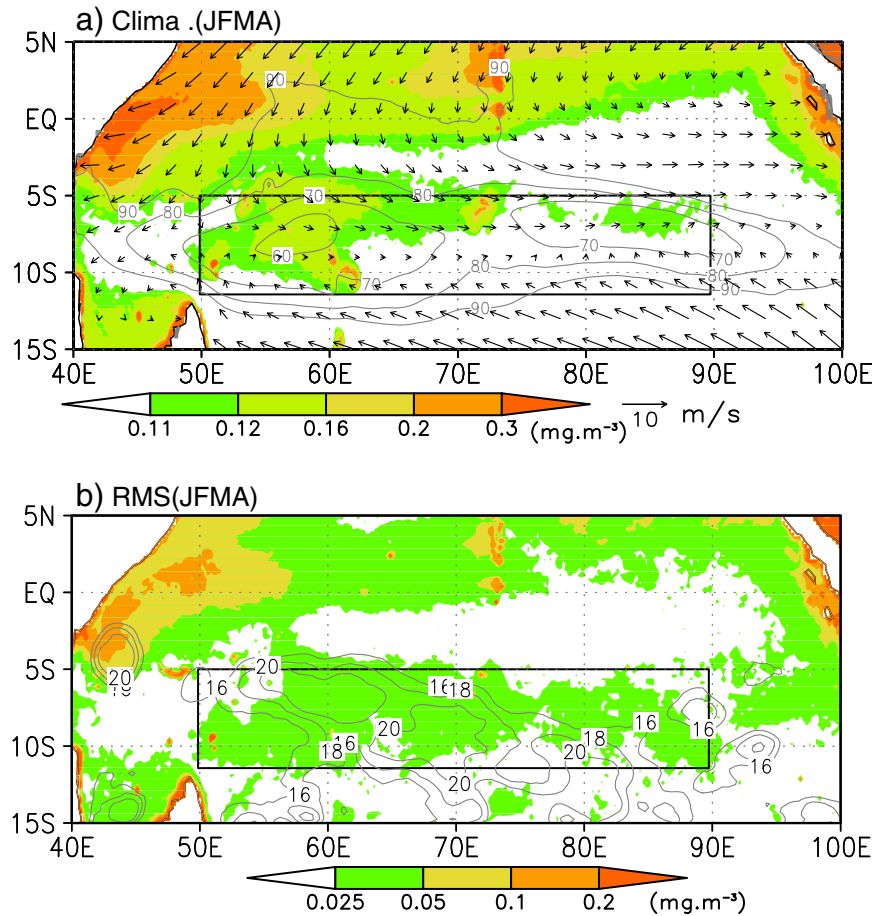 a) Clima .(JFMA)
5N
90
80
EQ
5S
90
80
70
80
90
60
70
10S
70
80
80
70
90
90
15S
40E 50E 60E 70E 80E 90E 100E
0.11 0.12 0.16 0.2 0.3 (mg.m⁻³) 10 m/s
b) RMS(JFMA)
5N
EQ
5S
20
16
20
16
18
16
20
18
16
16
10S
18
16
20
20
16
16
15S
40E 50E 60E 70E 80E 90E 100E
0.025 0.05 0.1 0.2 (mg.m⁻³)